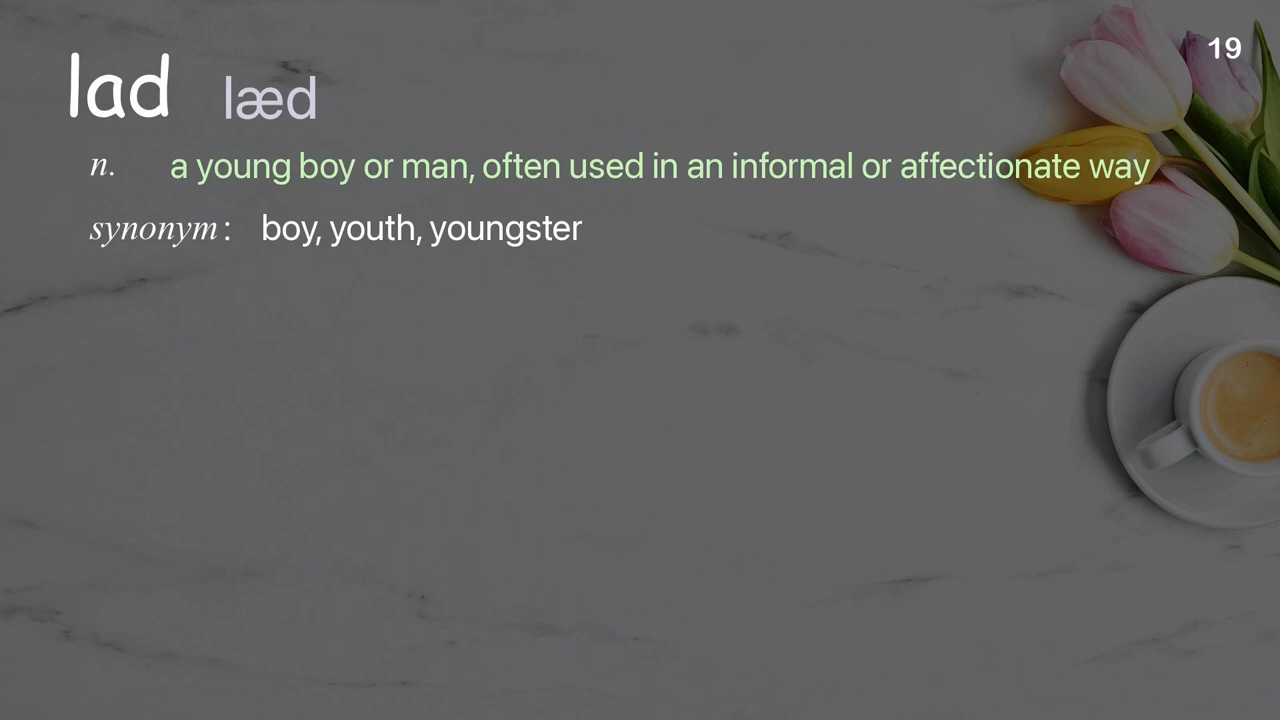 19
lad læd
n. a young boy or man, often used in an informal or affectionate way
synonym: boy, youth, youngster